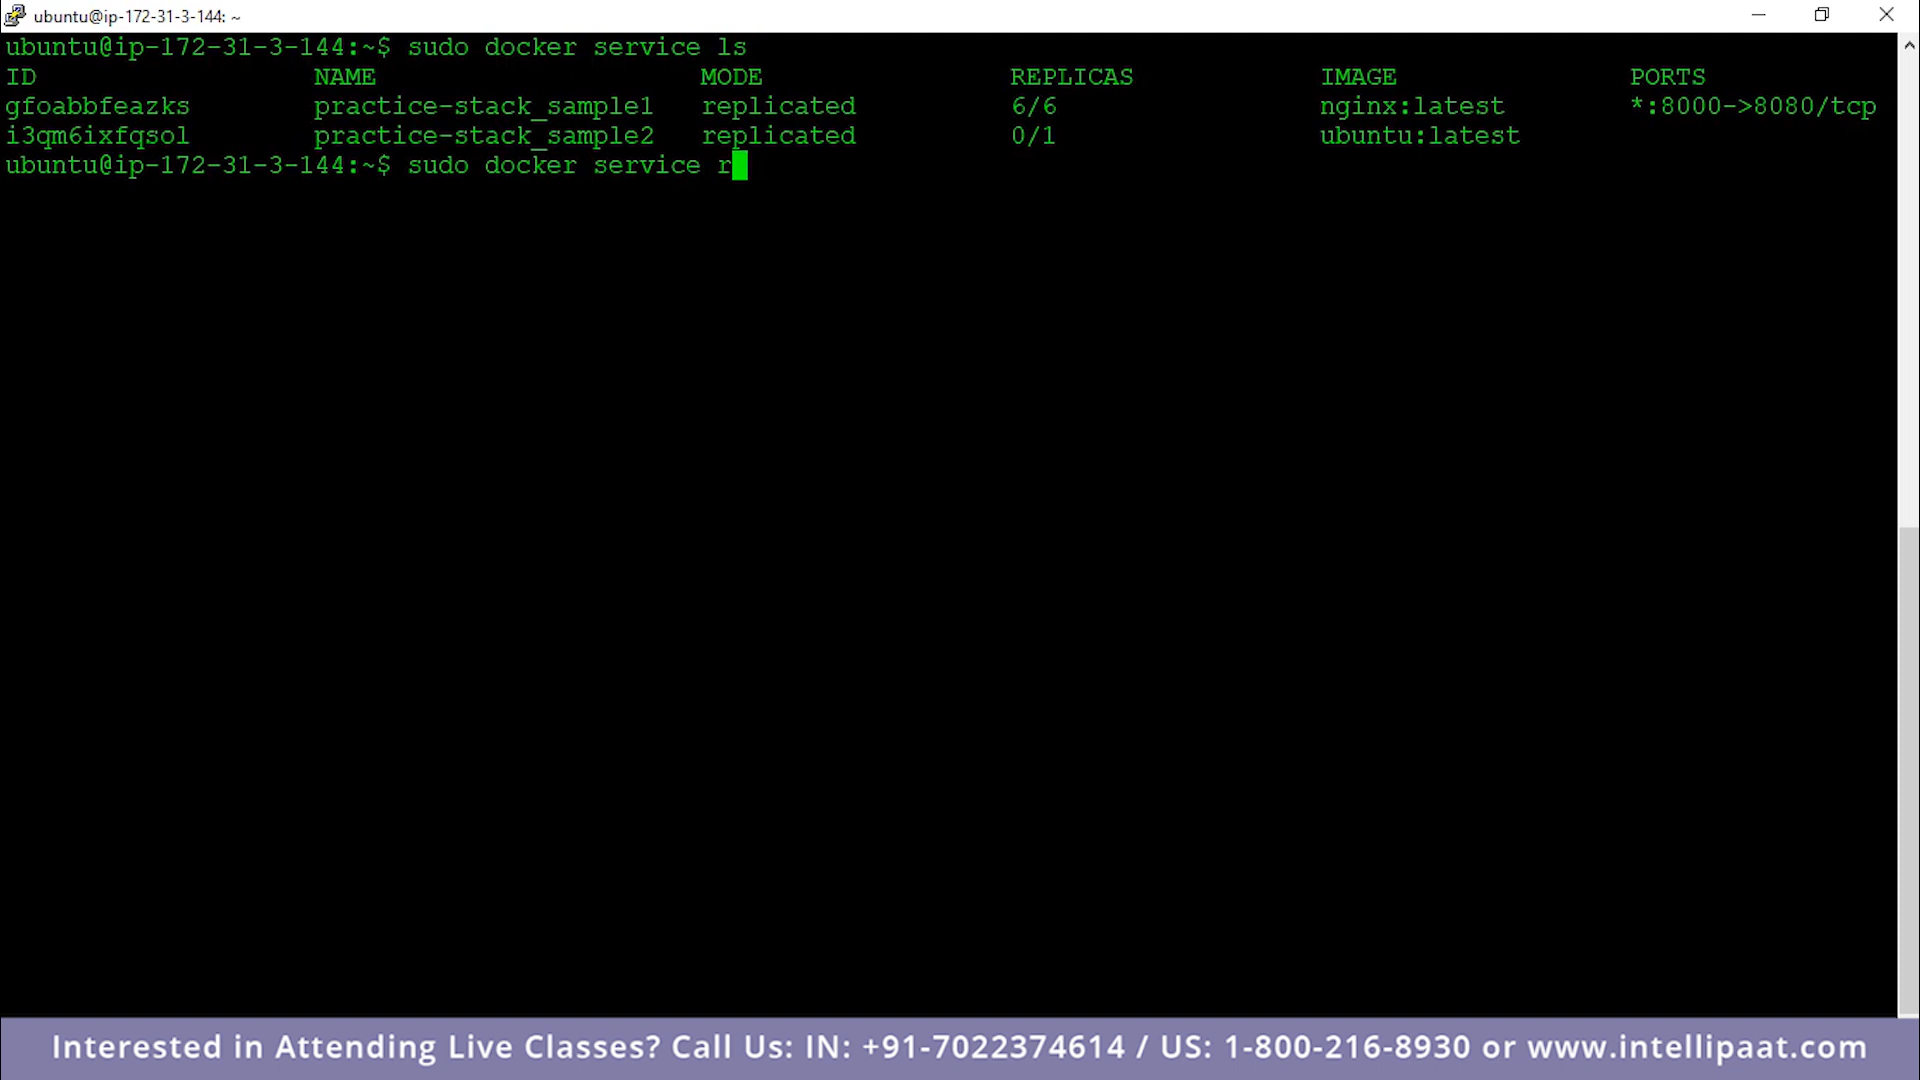 ubuntu@ip-172-31-3-144: ~
ubuntu@ip-172-31-3-144:~$ sudo docker service ls
ID NAME MODE REPLICAS IMAGE PORTS
gfoabbfeazks practice-stack_sample1 replicated 6/6 nginx:latest *:8000->8080/tcp
i3qm6ixfqsol practice-stack_sample2 replicated 0/1 ubuntu:latest
ubuntu@ip-172-31-3-144:~$ sudo docker service r
Interested in Attending Live Classes? Call Us: IN: +91-7022374614 / US: 1-800-216-8930 or www.intellipaat.com